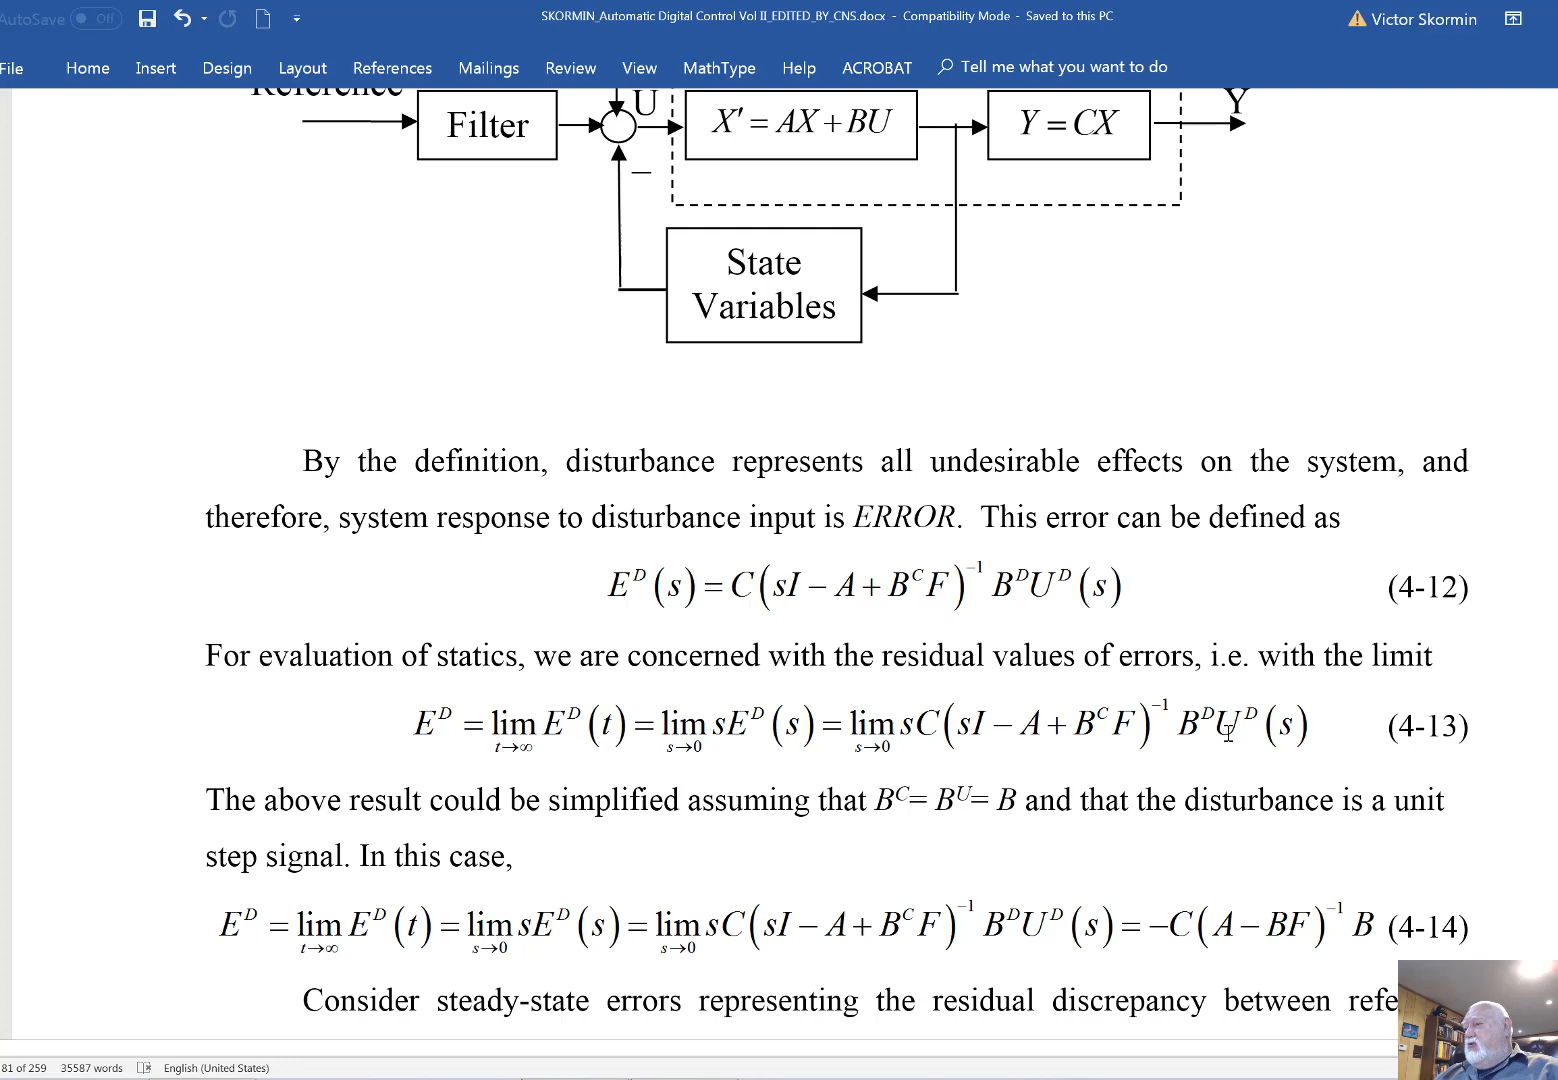 AutoSave Off
SKORMIN_Automatic Digital Control Vol II_EDITED_BY_CNS.docx - Compatibility Mode - Saved to this PC
Victor Skormin
File Home Insert Design Layout References Mailings Review View MathType Help ACROBAT Tell me what you want to do
Reference
Filter
U
X′ = AX + BU
Y = CX
Y
−
State
Variables
By the definition, disturbance represents all undesirable effects on the system, and
therefore, system response to disturbance input is ERROR. This error can be defined as
E^D(s) = C(sI − A + B^C F)^−1 B^D U^D(s) (4-12)
For evaluation of statics, we are concerned with the residual values of errors, i.e. with the limit
E^D = lim t→∞ E^D(t) = lim s→0 sE^D(s) = lim s→0 sC(sI − A + B^C F)^−1 B^D U^D(s) (4-13)
The above result could be simplified assuming that B^C= B^U= B and that the disturbance is a unit
step signal. In this case,
E^D = lim t→∞ E^D(t) = lim s→0 sE^D(s) = lim s→0 sC(sI − A + B^C F)^−1 B^D U^D(s) = −C(A − BF)^−1 B (4-14)
Consider steady-state errors representing the residual discrepancy between refe
81 of 259 35587 words English (United States)